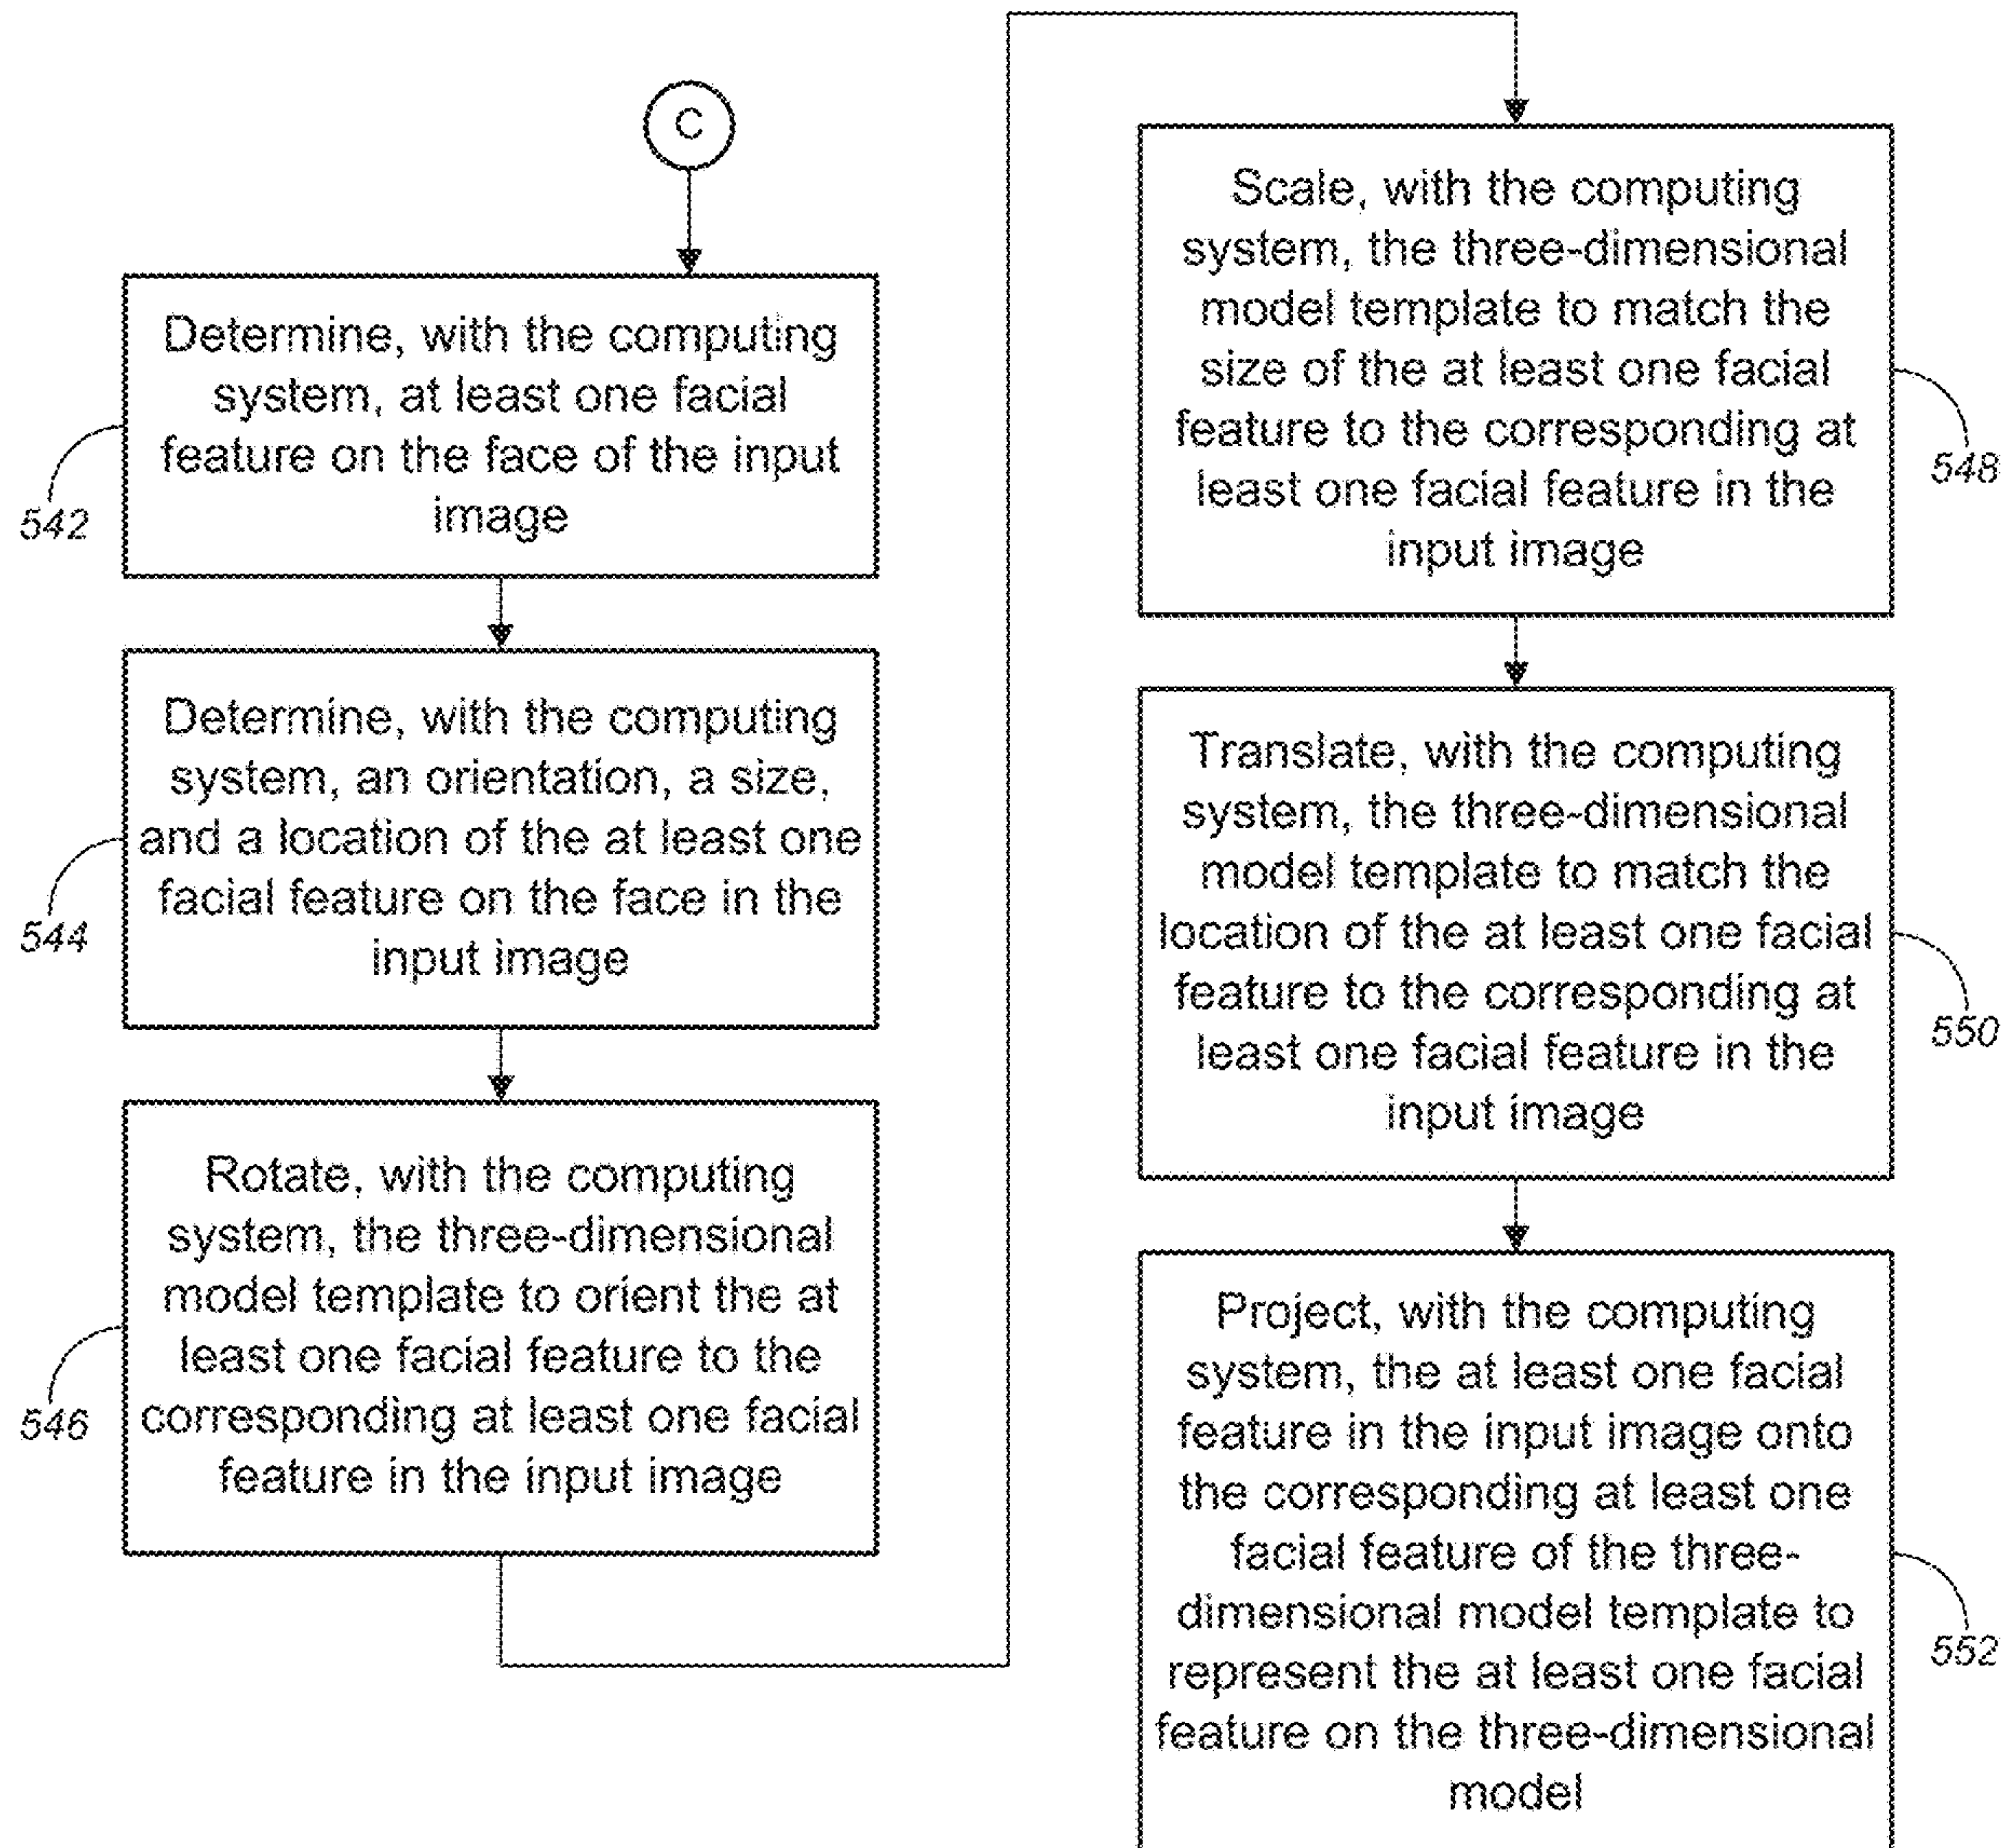 C
Determine, with the computing
system, at least one facial
feature on the face of the input
image
542
Determine, with the computing
system, an orientation, a size,
and a location of the at least one
facial feature on the face in the
input image
544
Rotate, with the computing
system, the three-dimensional
model template to orient the at
least one facial feature to the
corresponding at least one facial
feature in the input image
546
Scale, with the computing
system, the three-dimensional
model template to match the
size of the at least one facial
feature to the corresponding at
least one facial feature in the
input image
548
Translate, with the computing
system, the three-dimensional
model template to match the
location of the at least one facial
feature to the corresponding at
least one facial feature in the
input image
550
Project, with the computing
system, the at least one facial
feature in the input image onto
the corresponding at least one
facial feature of the three-
dimensional model template to
represent the at least one facial
feature on the three-dimensional
model
552